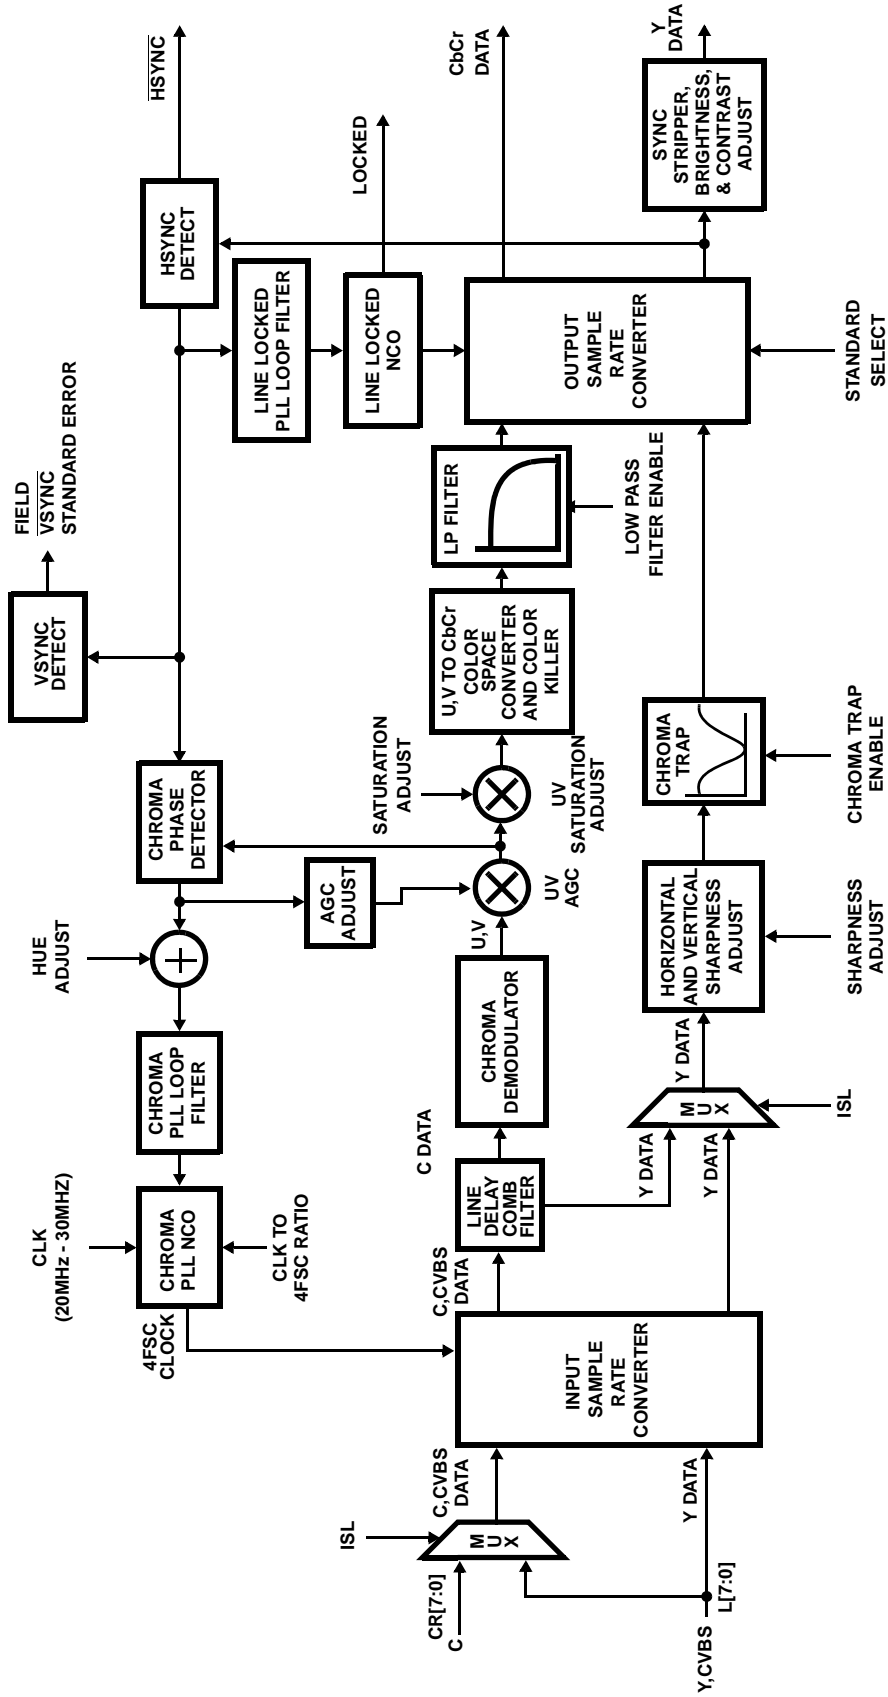 CLK
(20MHz - 30MHZ)
HUE
ADJUST
FIELD
VSYNC
STANDARD ERROR
VSYNC
DETECT
4FSC
CLOCK
CHROMA
PLL NCO
CLK TO
4FSC RATIO
CHROMA
PLL LOOP
FILTER
CHROMA
PHASE
DETECTOR
HSYNC
DETECT
HSYNC
AGC
ADJUST
SATURATION
ADJUST
LINE LOCKED
PLL LOOP FILTER
LINE LOCKED
NCO
LOCKED
ISL
CR[7:0]
C
M
U
X
C,CVBS
DATA
INPUT
SAMPLE
RATE
CONVERTER
C,CVBS
DATA
LINE
DELAY
COMB
FILTER
C DATA
CHROMA
DEMODULATOR
U,V
UV
AGC
UV
SATURATION
ADJUST
U,V TO CbCr
COLOR
SPACE
CONVERTER
AND COLOR
KILLER
LP FILTER
LOW PASS
FILTER ENABLE
OUTPUT
SAMPLE
RATE
CONVERTER
CbCr
DATA
Y,CVBS
L[7:0]
Y DATA
Y DATA
Y DATA
M
U
X
ISL
Y DATA
HORIZONTAL
AND VERTICAL
SHARPNESS
ADJUST
SHARPNESS
ADJUST
CHROMA
TRAP
CHROMA TRAP
ENABLE
STANDARD
SELECT
SYNC
STRIPPER,
BRIGHTNESS,
& CONTRAST
ADJUST
Y
DATA